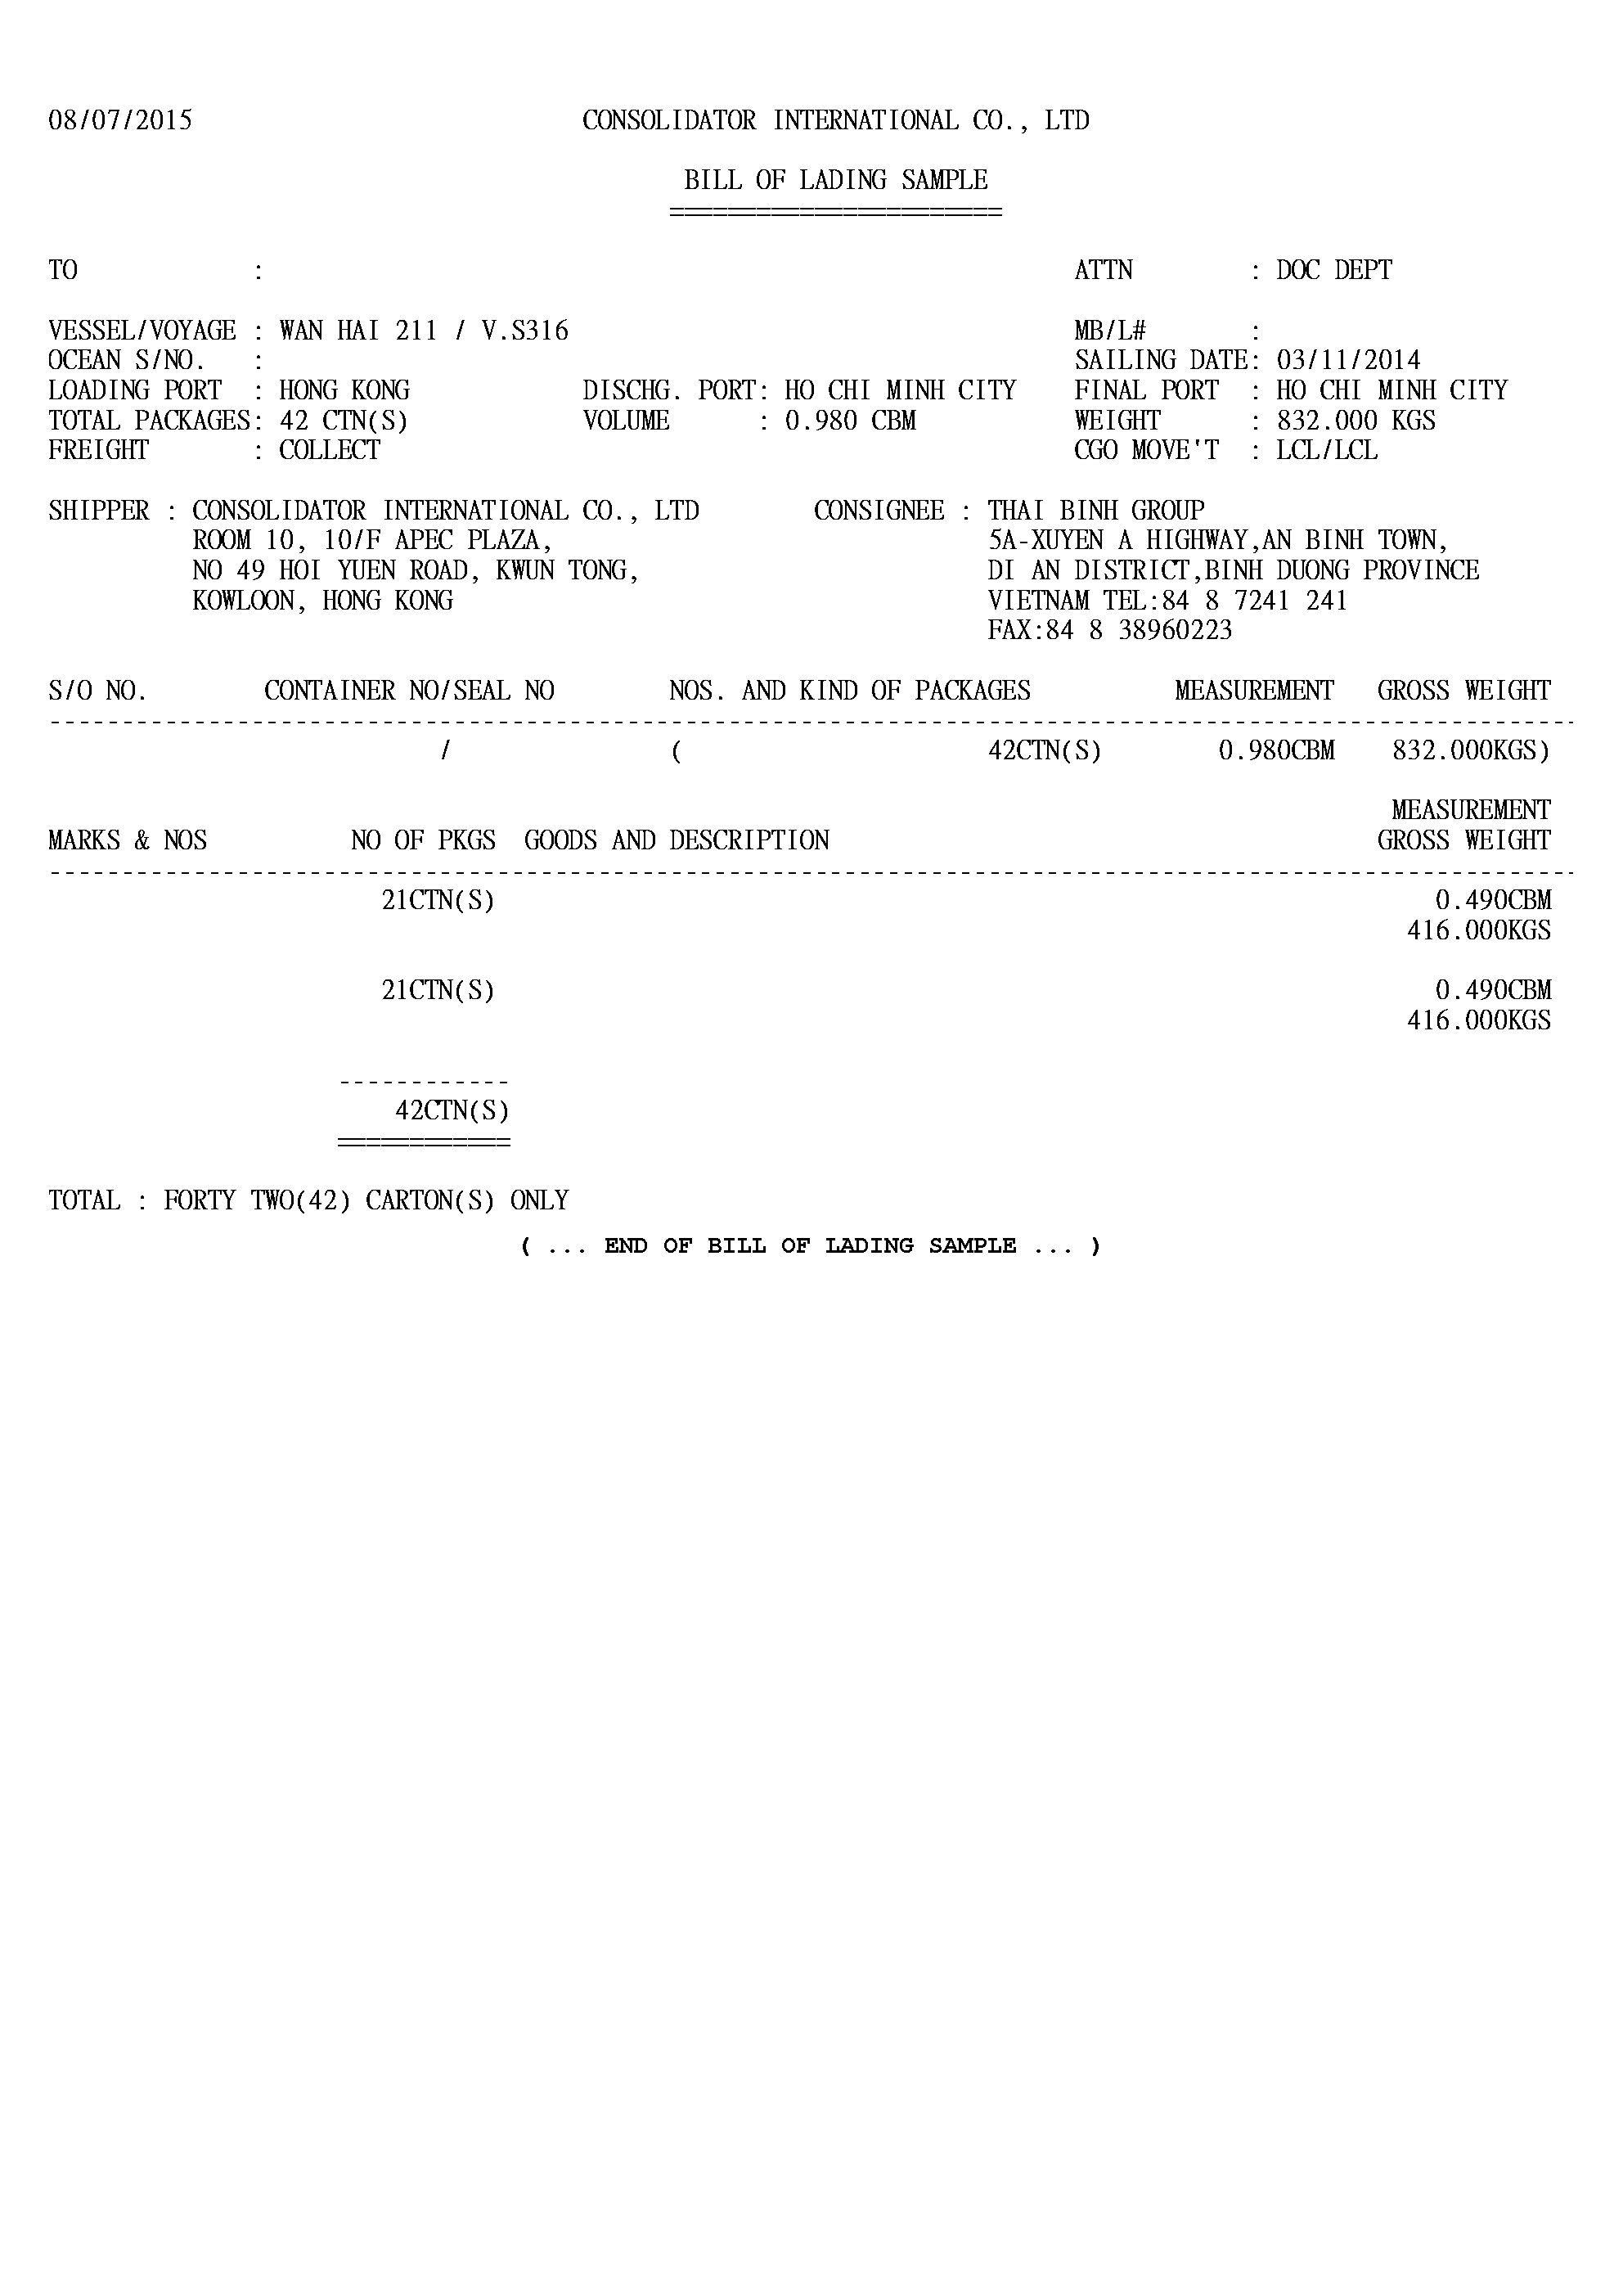 08/07/2015 CONSOLIDATOR INTERNATIONAL CO., LTD
BILL OF LADING SAMPLE
=======================
TO : ATTN : DOC DEPT
VESSEL/VOYAGE : WAN HAI 211 / V.S316 MB/L# :
OCEAN S/NO. : SAILING DATE: 03/11/2014
LOADING PORT : HONG KONG DISCHG. PORT: HO CHI MINH CITY FINAL PORT : HO CHI MINH CITY
TOTAL PACKAGES: 42 CTN(S) VOLUME : 0.980 CBM WEIGHT : 832.000 KGS
FREIGHT : COLLECT CGO MOVE'T : LCL/LCL
SHIPPER : CONSOLIDATOR INTERNATIONAL CO., LTD CONSIGNEE : THAI BINH GROUP
ROOM 10, 10/F APEC PLAZA, 5A-XUYEN A HIGHWAY,AN BINH TOWN,
NO 49 HOI YUEN ROAD, KWUN TONG, DI AN DISTRICT,BINH DUONG PROVINCE
KOWLOON, HONG KONG VIETNAM TEL:84 8 7241 241
FAX:84 8 38960223
S/O NO. CONTAINER NO/SEAL NO NOS. AND KIND OF PACKAGES MEASUREMENT GROSS WEIGHT
/ ( 42CTN(S) 0.980CBM 832.000KGS)
MEASUREMENT
MARKS & NOS NO OF PKGS GOODS AND DESCRIPTION GROSS WEIGHT
21CTN(S) 0.490CBM
416.000KGS
21CTN(S) 0.490CBM
416.000KGS
------------
42CTN(S)
============
TOTAL : FORTY TWO(42) CARTON(S) ONLY
( ... END OF BILL OF LADING SAMPLE ... )